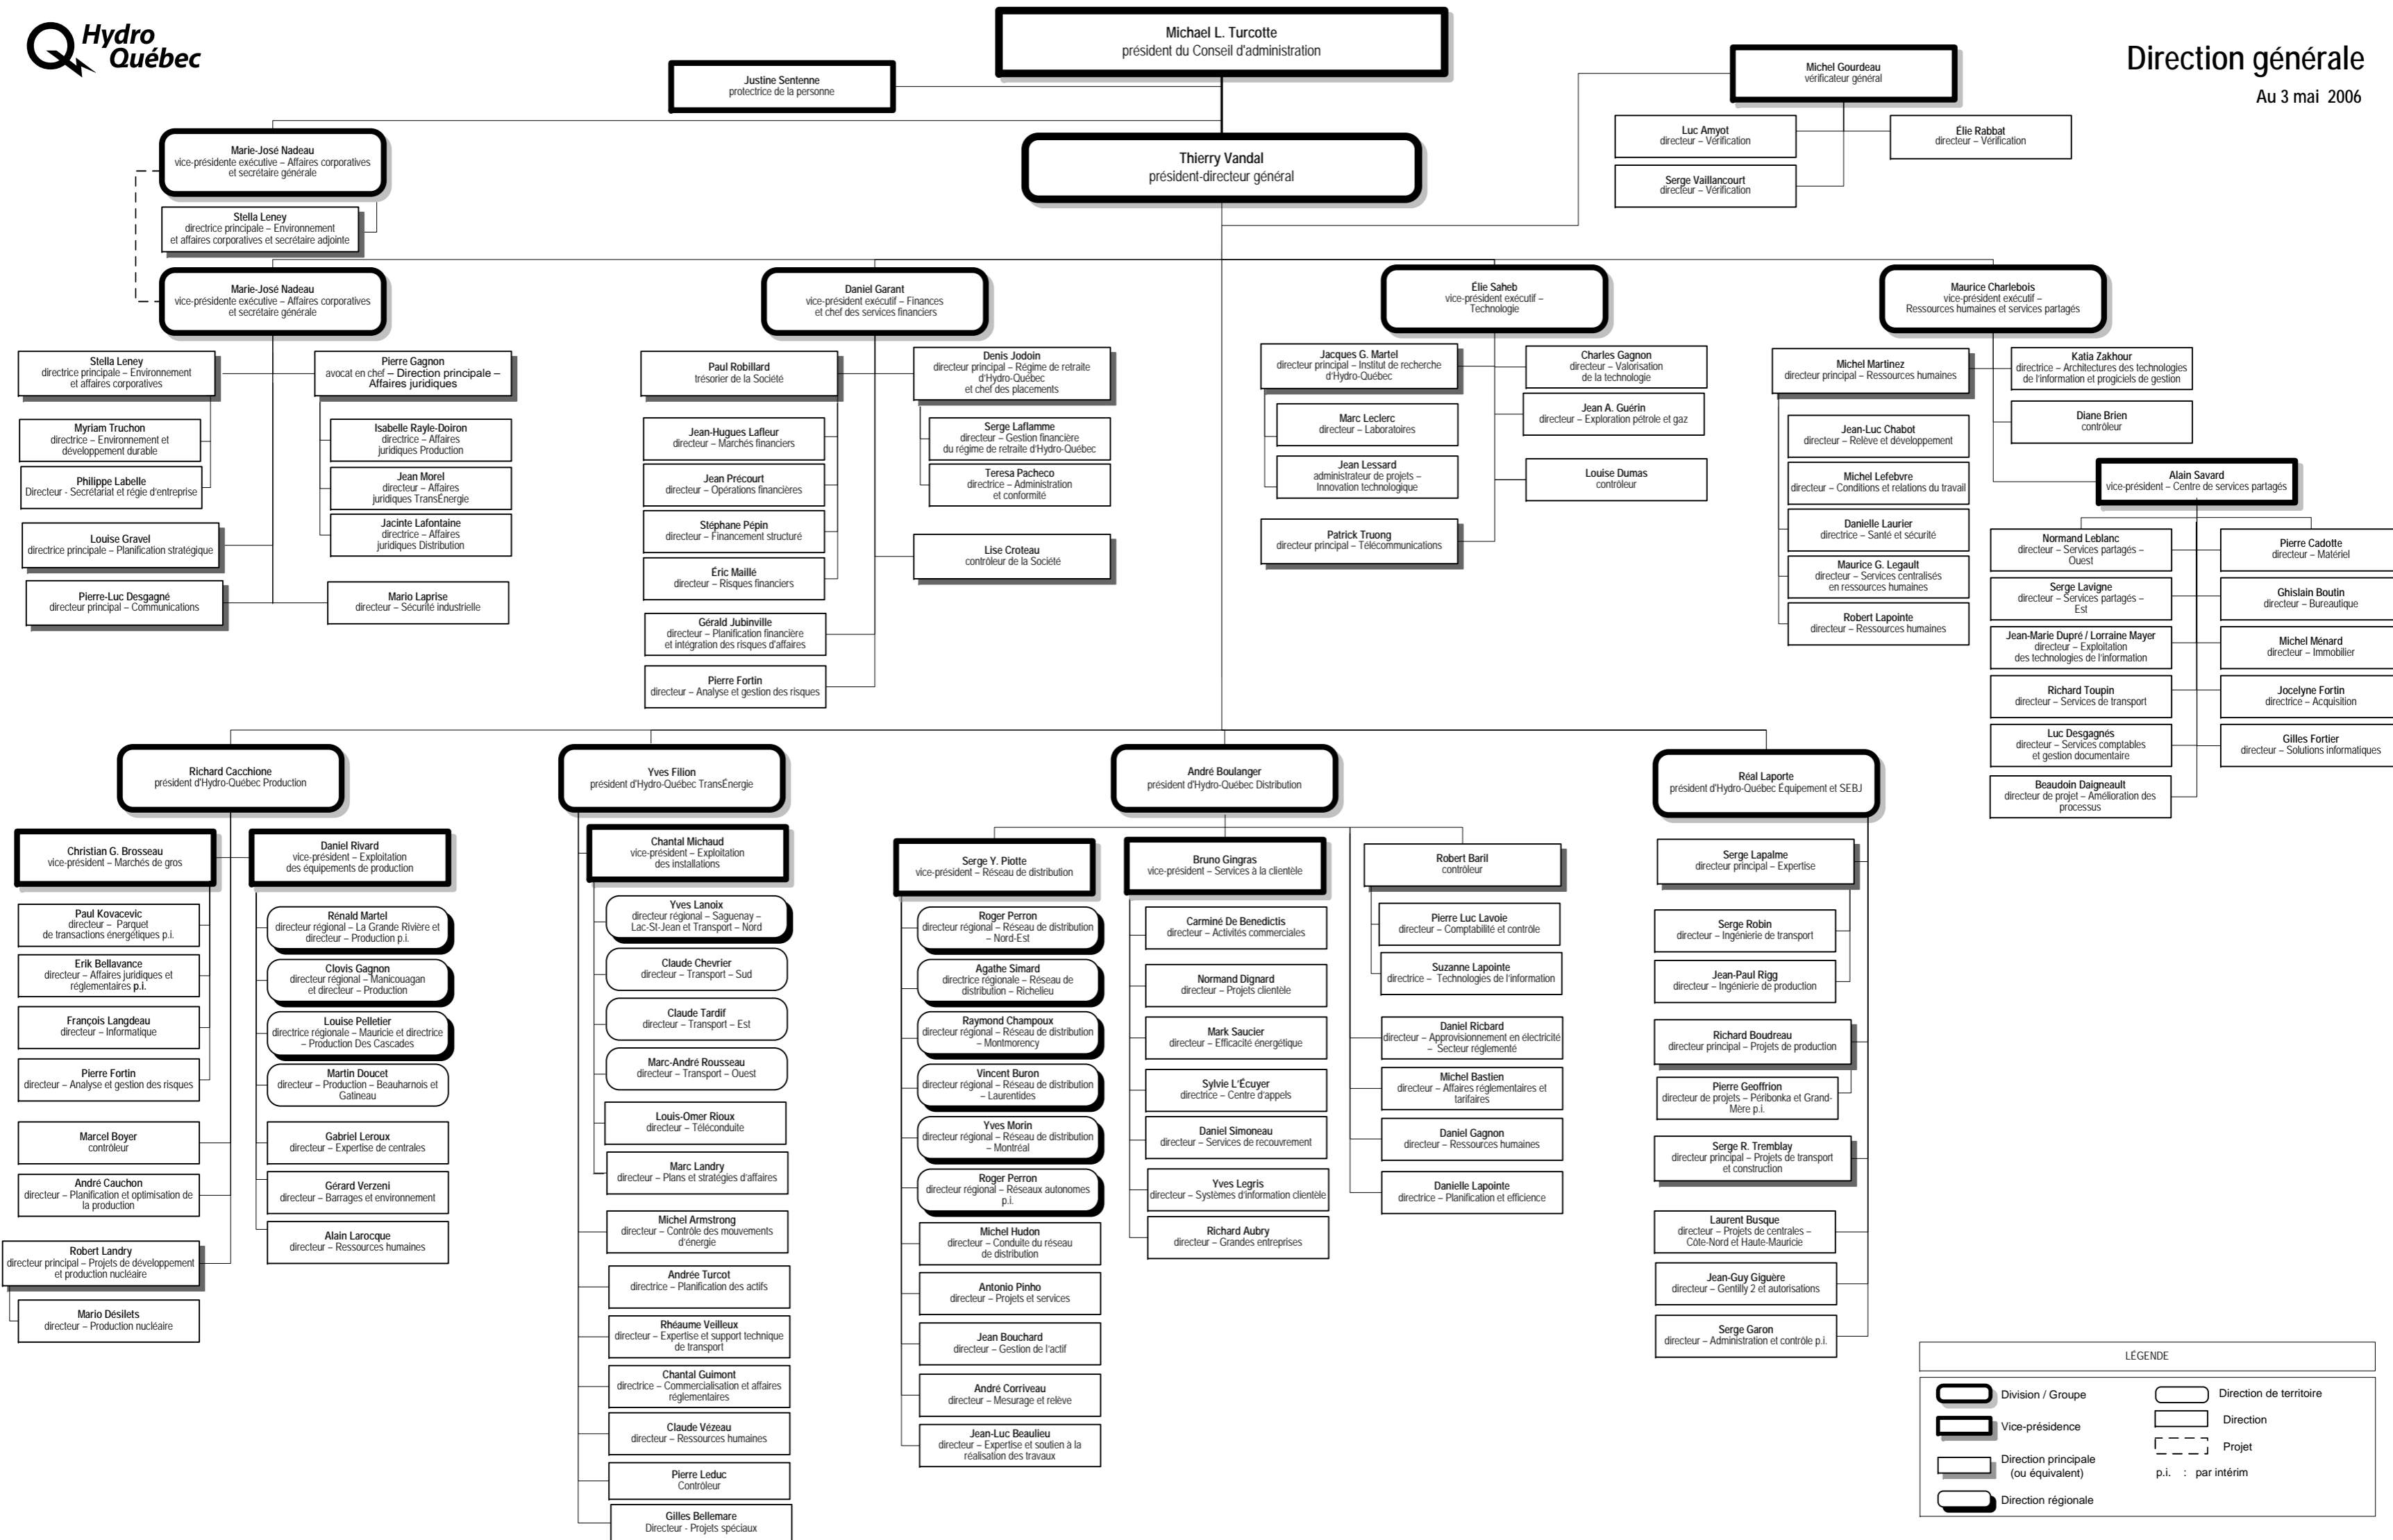 Hydro
Québec
Direction générale
Au 3 mai 2006
Michael L. Turcotte
président du Conseil d'administration
Justine Sentenne
protectrice de la personne
Michel Gourdeau
vérificateur général
Luc Amyot
directeur – Vérification
Élie Rabbat
directeur – Vérification
Serge Vaillancourt
directeur – Vérification
Marie-José Nadeau
vice-présidente exécutive – Affaires corporatives
et secrétaire générale
Thierry Vandal
président-directeur général
Stella Leney
directrice principale – Environnement
et affaires corporatives et secrétaire adjointe
Marie-José Nadeau
vice-présidente exécutive – Affaires corporatives
et secrétaire générale
Stella Leney
directrice principale – Environnement
et affaires corporatives
Pierre Gagnon
avocat en chef – Direction principale –
Affaires juridiques
Myriam Truchon
directrice – Environnement et
développement durable
Philippe Labelle
Directeur - Secrétariat et régie d'entreprise
Isabelle Rayle-Doiron
directrice – Affaires
juridiques Production
Jean Morel
directeur – Affaires
juridiques TransÉnergie
Jacinte Lafontaine
directrice – Affaires
juridiques Distribution
Louise Gravel
directrice principale – Planification stratégique
Pierre-Luc Desgagné
directeur principal – Communications
Mario Laprise
directeur – Sécurité industrielle
Daniel Garant
vice-président exécutif – Finances
et chef des services financiers
Paul Robillard
trésorier de la Société
Denis Jodoin
directeur principal – Régime de retraite
d'Hydro-Québec
et chef des placements
Jean-Hugues Lafleur
directeur – Marchés financiers
Jean Précourt
directeur – Opérations financières
Stéphane Pépin
directeur – Financement structuré
Éric Maillé
directeur – Risques financiers
Serge Laflamme
directeur – Gestion financière
du régime de retraite d'Hydro-Québec
Teresa Pacheco
directrice – Administration
et conformité
Lise Croteau
contrôleur de la Société
Gérald Jubinville
directeur – Planification financière
et intégration des risques d'affaires
Pierre Fortin
directeur – Analyse et gestion des risques
Élie Saheb
vice-président exécutif –
Technologie
Jacques G. Martel
directeur principal – Institut de recherche
d'Hydro-Québec
Charles Gagnon
directeur – Valorisation
de la technologie
Jean A. Guérin
directeur – Exploration pétrole et gaz
Marc Leclerc
directeur – Laboratoires
Jean Lessard
administrateur de projets –
Innovation technologique
Louise Dumas
contrôleur
Patrick Truong
directeur principal – Télécommunications
Maurice Charlebois
vice-président exécutif –
Ressources humaines et services partagés
Michel Martinez
directeur principal – Ressources humaines
Katia Zakhour
directrice – Architectures des technologies
de l'information et progiciels de gestion
Diane Brien
contrôleur
Jean-Luc Chabot
directeur – Relève et développement
Michel Lefebvre
directeur – Conditions et relations du travail
Danielle Laurier
directrice – Santé et sécurité
Maurice G. Legault
directeur – Services centralisés
en ressources humaines
Robert Lapointe
directeur – Ressources humaines
Alain Savard
vice-président – Centre de services partagés
Normand Leblanc
directeur – Services partagés –
Ouest
Pierre Cadotte
directeur – Matériel
Serge Lavigne
directeur – Services partagés –
Est
Ghislain Boutin
directeur – Bureautique
Jean-Marie Dupré / Lorraine Mayer
directeur – Exploitation
des technologies de l'information
Michel Ménard
directeur – Immobilier
Richard Toupin
directeur – Services de transport
Jocelyne Fortin
directrice – Acquisition
Luc Desgagnés
directeur – Services comptables
et gestion documentaire
Gilles Fortier
directeur – Solutions informatiques
Beaudoin Daigneault
directeur de projet – Amélioration des
processus
Richard Cacchione
président d'Hydro-Québec Production
Christian G. Brosseau
vice-président – Marchés de gros
Daniel Rivard
vice-président – Exploitation
des équipements de production
Paul Kovacevic
directeur – Parquet
de transactions énergétiques p.i.
Erik Bellavance
directeur – Affaires juridiques et
réglementaires p.i.
François Langdeau
directeur – Informatique
Pierre Fortin
directeur – Analyse et gestion des risques
Marcel Boyer
contrôleur
André Cauchon
directeur – Planification et optimisation de
la production
Robert Landry
directeur principal – Projets de développement
et production nucléaire
Mario Désilets
directeur – Production nucléaire
Rénald Martel
directeur régional – La Grande Rivière et
directeur – Production p.i.
Clovis Gagnon
directeur régional – Manicouagan
et directeur – Production
Louise Pelletier
directrice régionale – Mauricie et directrice
– Production Des Cascades
Martin Doucet
directeur – Production – Beauharnois et
Gatineau
Gabriel Leroux
directeur – Expertise de centrales
Gérard Verzeni
directeur – Barrages et environnement
Alain Larocque
directeur – Ressources humaines
Yves Filion
président d'Hydro-Québec TransÉnergie
Chantal Michaud
vice-président – Exploitation
des installations
Yves Lanoix
directeur régional – Saguenay –
Lac-St-Jean et Transport – Nord
Claude Chevrier
directeur – Transport – Sud
Claude Tardif
directeur – Transport – Est
Marc-André Rousseau
directeur – Transport – Ouest
Louis-Omer Rioux
directeur – Téléconduite
Marc Landry
directeur – Plans et stratégies d'affaires
Michel Armstrong
directeur – Contrôle des mouvements
d'énergie
Andrée Turcot
directrice – Planification des actifs
Rhéaume Veilleux
directeur – Expertise et support technique
de transport
Chantal Guimont
directrice – Commercialisation et affaires
réglementaires
Claude Vézeau
directeur – Ressources humaines
Pierre Leduc
Contrôleur
Gilles Bellemare
Directeur - Projets spéciaux
André Boulanger
président d'Hydro-Québec Distribution
Serge Y. Piotte
vice-président – Réseau de distribution
Bruno Gingras
vice-président – Services à la clientèle
Robert Baril
contrôleur
Roger Perron
directeur régional – Réseau de distribution
– Nord-Est
Agathe Simard
directrice régionale – Réseau de
distribution – Richelieu
Raymond Champoux
directeur régional – Réseau de distribution
– Montmorency
Vincent Buron
directeur régional – Réseau de distribution
– Laurentides
Yves Morin
directeur régional – Réseau de distribution
– Montréal
Roger Perron
directeur régional – Réseaux autonomes
p.i.
Michel Hudon
directeur – Conduite du réseau
de distribution
Antonio Pinho
directeur – Projets et services
Jean Bouchard
directeur – Gestion de l'actif
André Corriveau
directeur – Mesurage et relève
Jean-Luc Beaulieu
directeur – Expertise et soutien à la
réalisation des travaux
Carminé De Benedictis
directeur – Activités commerciales
Normand Dignard
directeur – Projets clientèle
Mark Saucier
directeur – Efficacité énergétique
Sylvie L'Écuyer
directrice – Centre d'appels
Daniel Simoneau
directeur – Services de recouvrement
Yves Legris
directeur – Systèmes d'information clientèle
Richard Aubry
directeur – Grandes entreprises
Pierre Luc Lavoie
directeur – Comptabilité et contrôle
Suzanne Lapointe
directrice – Technologies de l'information
Daniel Ricbard
directeur – Approvisionnement en électricité
– Secteur réglementé
Michel Bastien
directeur – Affaires réglementaires et
tarifaires
Daniel Gagnon
directeur – Ressources humaines
Danielle Lapointe
directrice – Planification et efficience
Réal Laporte
président d'Hydro-Québec Équipement et SEBJ
Serge Lapalme
directeur principal – Expertise
Serge Robin
directeur – Ingénierie de transport
Jean-Paul Rigg
directeur – Ingénierie de production
Richard Boudreau
directeur principal – Projets de production
Pierre Geoffrion
directeur de projets – Péribonka et Grand-
Mère p.i.
Serge R. Tremblay
directeur principal – Projets de transport
et construction
Laurent Busque
directeur – Projets de centrales –
Côte-Nord et Haute-Mauricie
Jean-Guy Giguère
directeur – Gentilly 2 et autorisations
Serge Garon
directeur – Administration et contrôle p.i.
LÉGENDE
Division / Groupe
Vice-présidence
Direction principale
(ou équivalent)
Direction régionale
Direction de territoire
Direction
Projet
p.i. : par intérim